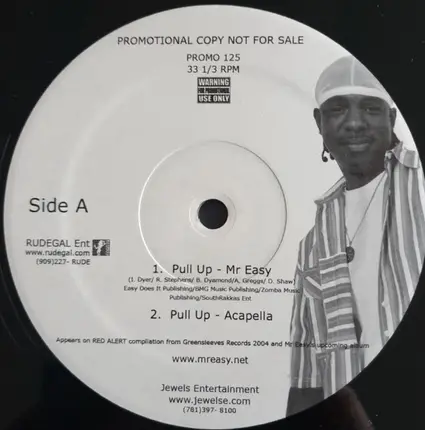 PROMOTIONAL COPY NOT FOR SALE
PROMO 125
33 1/3 RPM
WARNING
USE ONLY
Side A
RUDEGAL Ent
www.rudegal.com
(909)227- RUDE
1. Pull Up - Mr Easy
(I. Dyer/ R. Stephens/ B. Dyamond/A. Greggs/ D. Shaw)
Easy Does It Publishing/BMG Music Publishing/Zomba Music
Publishing/SouthRakkas Ent
2. Pull Up - Acapella
Appears on RED ALERT compilation from Greensleeves Records 2004 and Mr Easy's upcoming album
www.mreasy.net
Jewels Entertainment
www.jewelse.com
(781)397- 8100